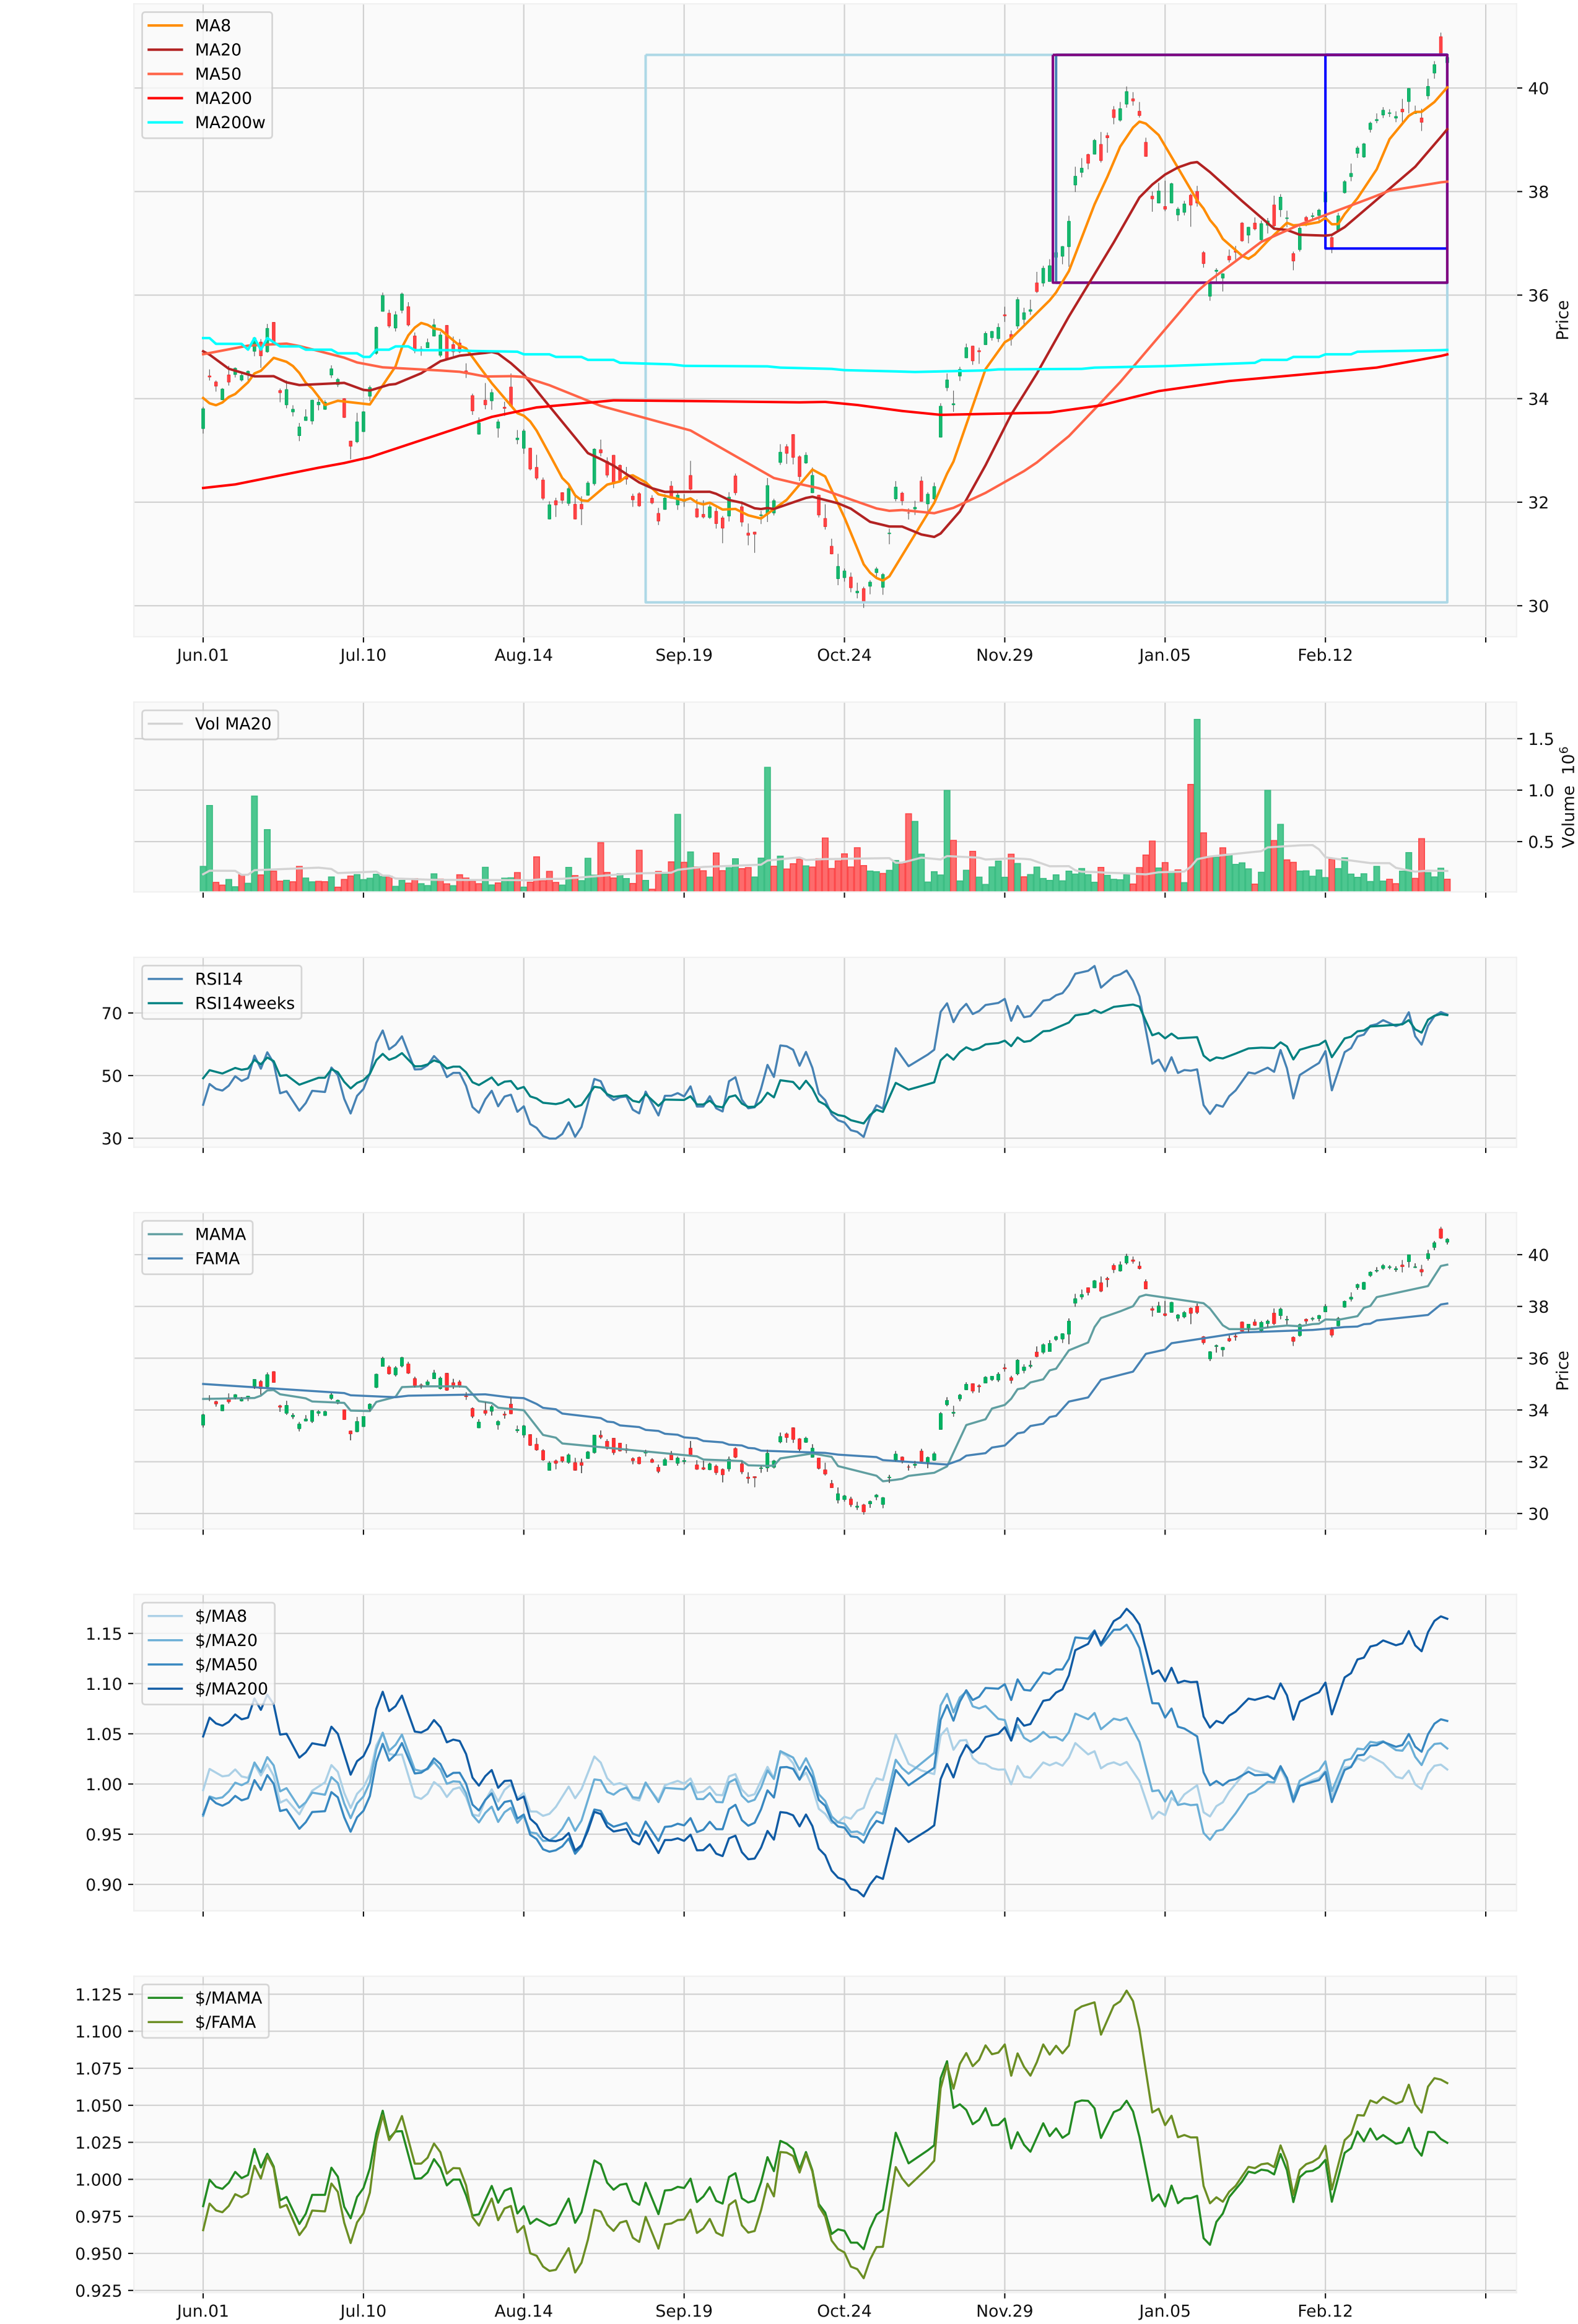 MA8
MA20
MA50
MA200
MA200w
40
38
36
34
32
30
Price
Jun.01 Jul.10 Aug.14 Sep.19 Oct.24 Nov.29 Jan.05 Feb.12
Vol MA20
1.5
1.0
0.5
Volume 10⁶
RSI14
RSI14weeks
70
50
30
MAMA
FAMA
40
38
36
34
32
30
Price
$/MA8
$/MA20
$/MA50
$/MA200
1.15
1.10
1.05
1.00
0.95
0.90
$/MAMA
$/FAMA
1.125
1.100
1.075
1.050
1.025
1.000
0.975
0.950
0.925
Jun.01 Jul.10 Aug.14 Sep.19 Oct.24 Nov.29 Jan.05 Feb.12